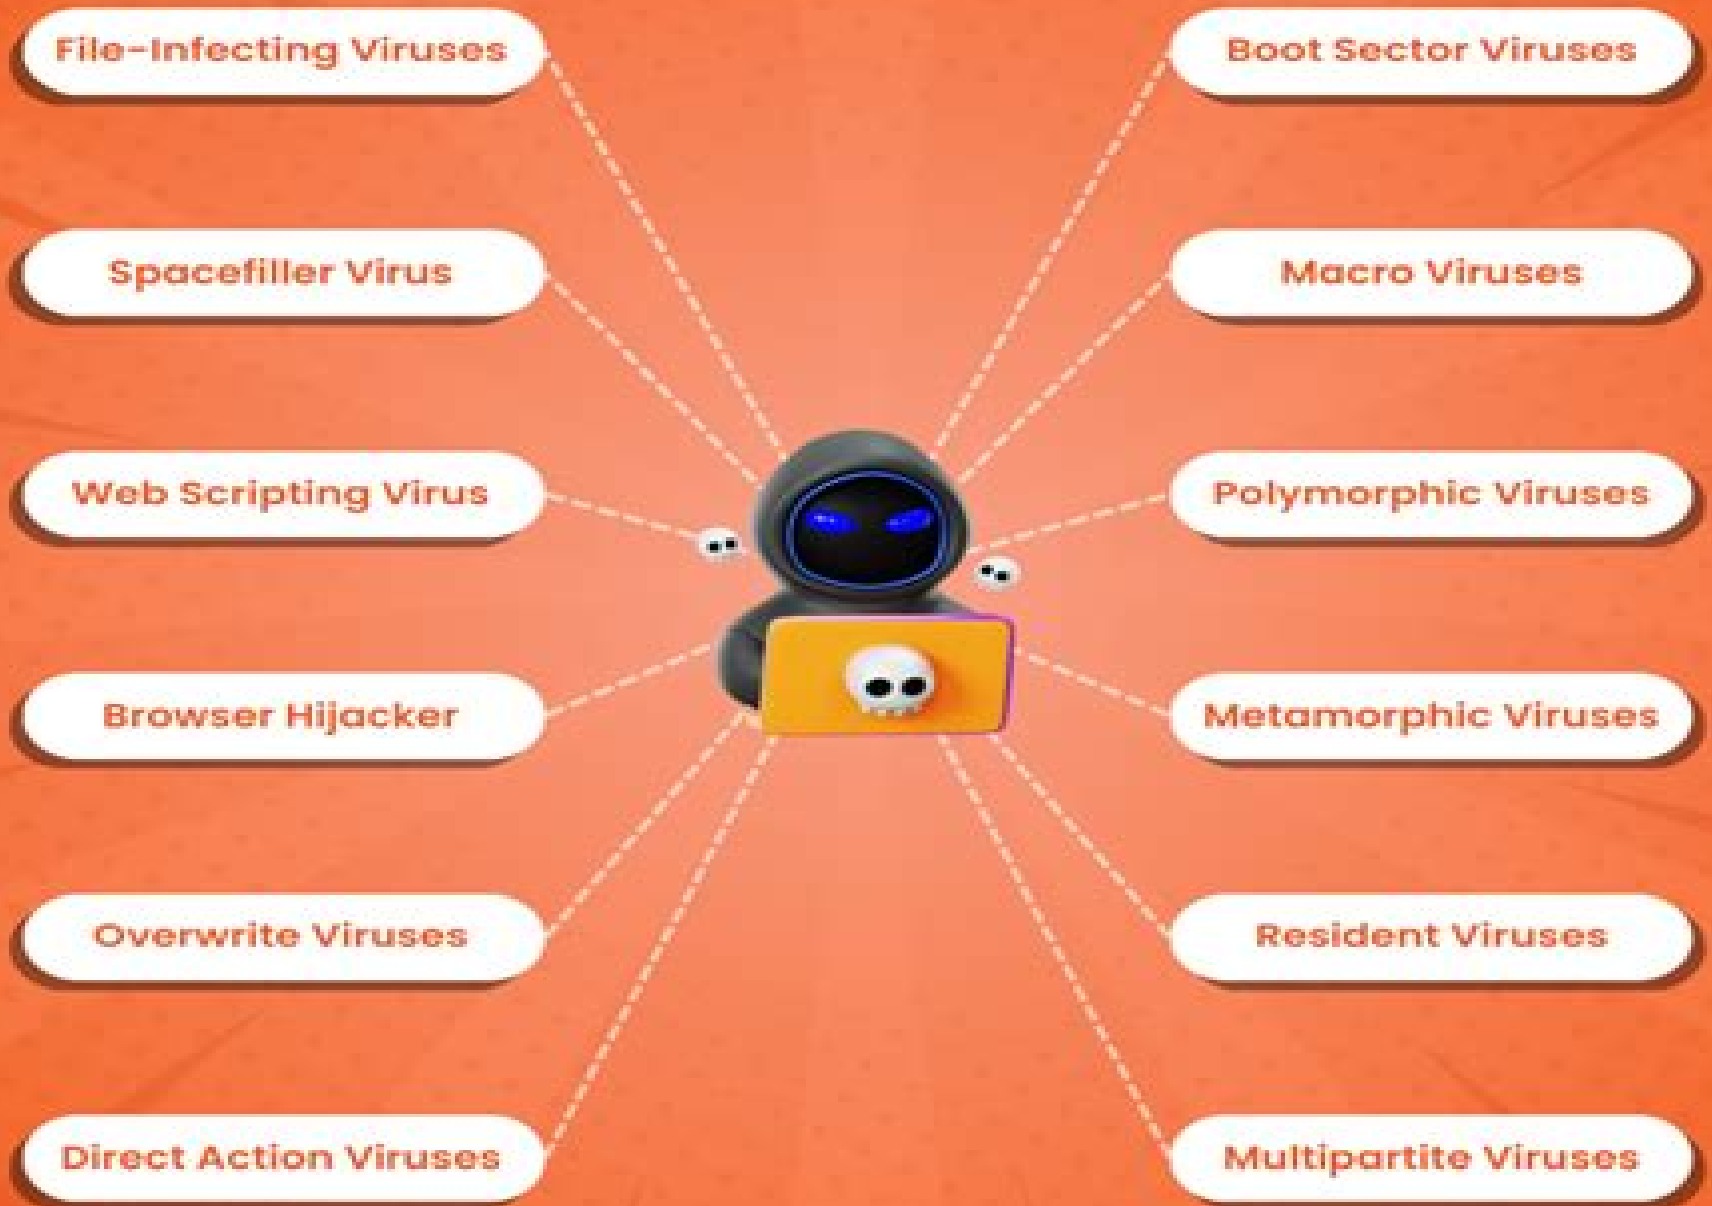 File-Infecting Viruses
Boot Sector Viruses
Spacefiller Virus
Macro Viruses
Web Scripting Virus
Polymorphic Viruses
Browser Hijacker
Metamorphic Viruses
Overwrite Viruses
Resident Viruses
Direct Action Viruses
Multipartite Viruses